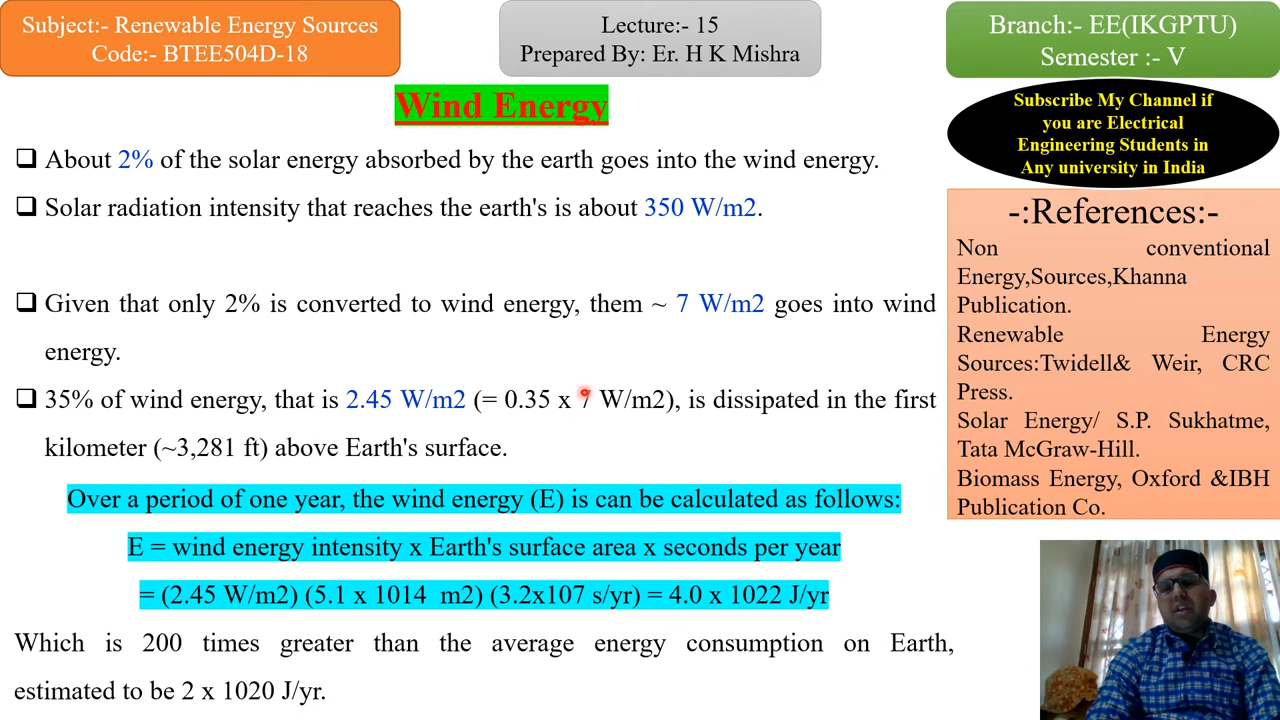 Subject:- Renewable Energy Sources
Code:- BTEE504D-18
Lecture:- 15
Prepared By: Er. H K Mishra
Branch:- EE(IKGPTU)
Semester :- V
Wind Energy
Subscribe My Channel if
you are Electrical
Engineering Students in
Any university in India
❑ About 2% of the solar energy absorbed by the earth goes into the wind energy.
❑ Solar radiation intensity that reaches the earth's is about 350 W/m2.
❑ Given that only 2% is converted to wind energy, them ~ 7 W/m2 goes into wind
energy.
❑ 35% of wind energy, that is 2.45 W/m2 (= 0.35 x 7 W/m2), is dissipated in the first
kilometer (~3,281 ft) above Earth's surface.
Over a period of one year, the wind energy (E) is can be calculated as follows:
E = wind energy intensity x Earth's surface area x seconds per year
= (2.45 W/m2) (5.1 x 1014 m2) (3.2x107 s/yr) = 4.0 x 1022 J/yr
Which is 200 times greater than the average energy consumption on Earth,
estimated to be 2 x 1020 J/yr.
-:References:-
Non conventional
Energy,Sources,Khanna
Publication.
Renewable Energy
Sources:Twidell& Weir, CRC
Press.
Solar Energy/ S.P. Sukhatme,
Tata McGraw-Hill.
Biomass Energy, Oxford &IBH
Publication Co.